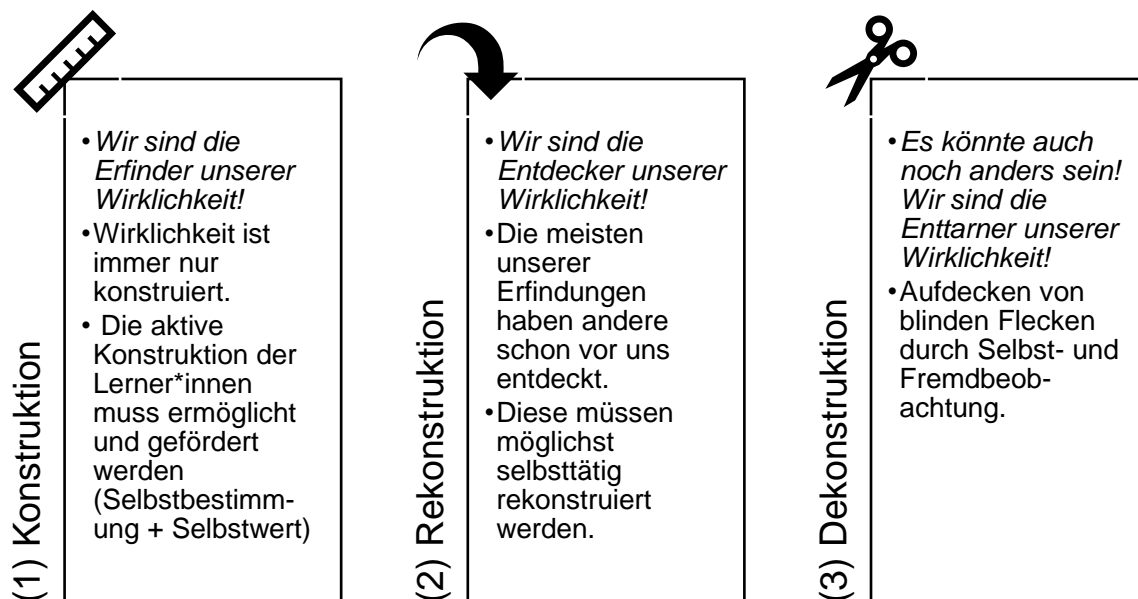 (1) Konstruktion
•Wir sind die
Erfinder unserer
Wirklichkeit!
•Wirklichkeit ist
immer nur
konstruiert.
• Die aktive
Konstruktion der
Lerner*innen
muss ermöglicht
und gefördert
werden
(Selbstbestimm-
ung + Selbstwert)
(2) Rekonstruktion
•Wir sind die
Entdecker unserer
Wirklichkeit!
•Die meisten
unserer
Erfindungen
haben andere
schon vor uns
entdeckt.
•Diese müssen
möglichst
selbsttätig
rekonstruiert
werden.
(3) Dekonstruktion
•Es könnte auch
noch anders sein!
Wir sind die
Enttarner unserer
Wirklichkeit!
•Aufdecken von
blinden Flecken
durch Selbst- und
Fremdbeob-
achtung.